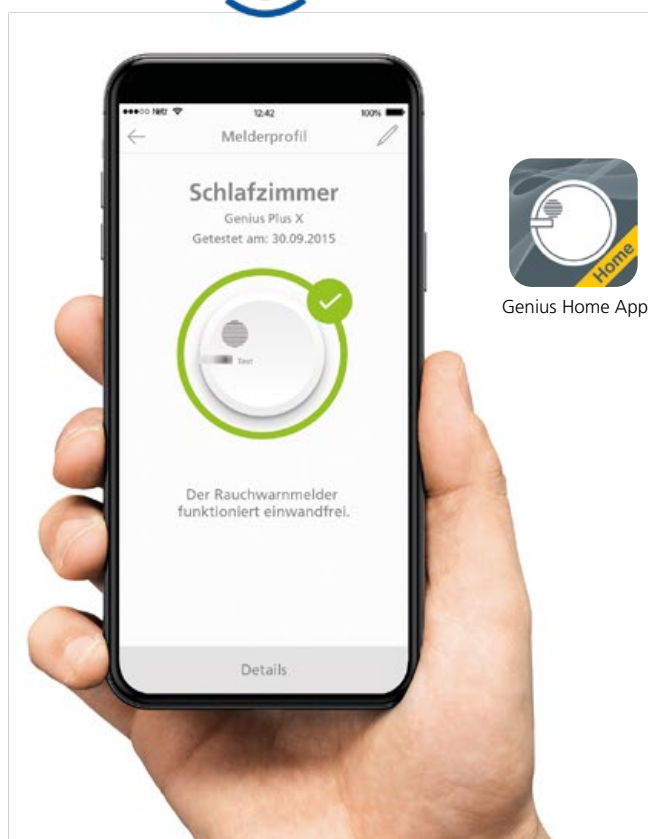 Netz
12:42
100%
Melderprofil
Schlafzimmer
Genius Plus X
Getestet am: 30.09.2015
Test
Der Rauchwarnmelder
funktioniert einwandfrei.
Details
Home
Genius Home App